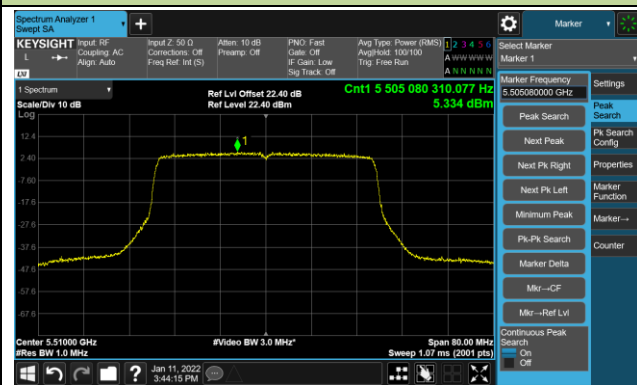 Spectrum Analyzer 1
Swept SA
Marker
KEYSIGHT
L
LXI
Input: RF
Coupling: AC
Align: Auto
Input Z: 50 Ω
Corrections: Off
Freq Ref: Int (S)
Atten: 10 dB
Preamp: Off
PNO: Fast
Gate: Off
IF Gain: Low
Sig Track: Off
Avg Type: Power (RMS)
Avg|Hold: 100/100
Trig: Free Run
1 2 3 4 5 6
A W W W W W
A N N N N N
Select Marker
Marker 1
1 Spectrum
Scale/Div 10 dB
Log
Ref Lvl Offset 22.40 dB
Ref Level 22.40 dBm
Cnt1 5 505 080 310.077 Hz
5.334 dBm
1
12.4
2.40
-7.60
-17.6
-27.6
-37.6
-47.6
-57.6
-67.6
Center 5.51000 GHz
#Res BW 1.0 MHz
#Video BW 3.0 MHz*
Span 80.00 MHz
Sweep 1.07 ms (2001 pts)
Marker Frequency
5.505080000 GHz
Peak Search
Next Peak
Next Pk Right
Next Pk Left
Minimum Peak
Pk-Pk Search
Marker Delta
Mkr→CF
Mkr→Ref Lvl
Continuous Peak
Search
On
Off
Settings
Peak
Search
Pk Search
Config
Properties
Marker
Function
Marker→
Counter
Jan 11, 2022
3:44:15 PM